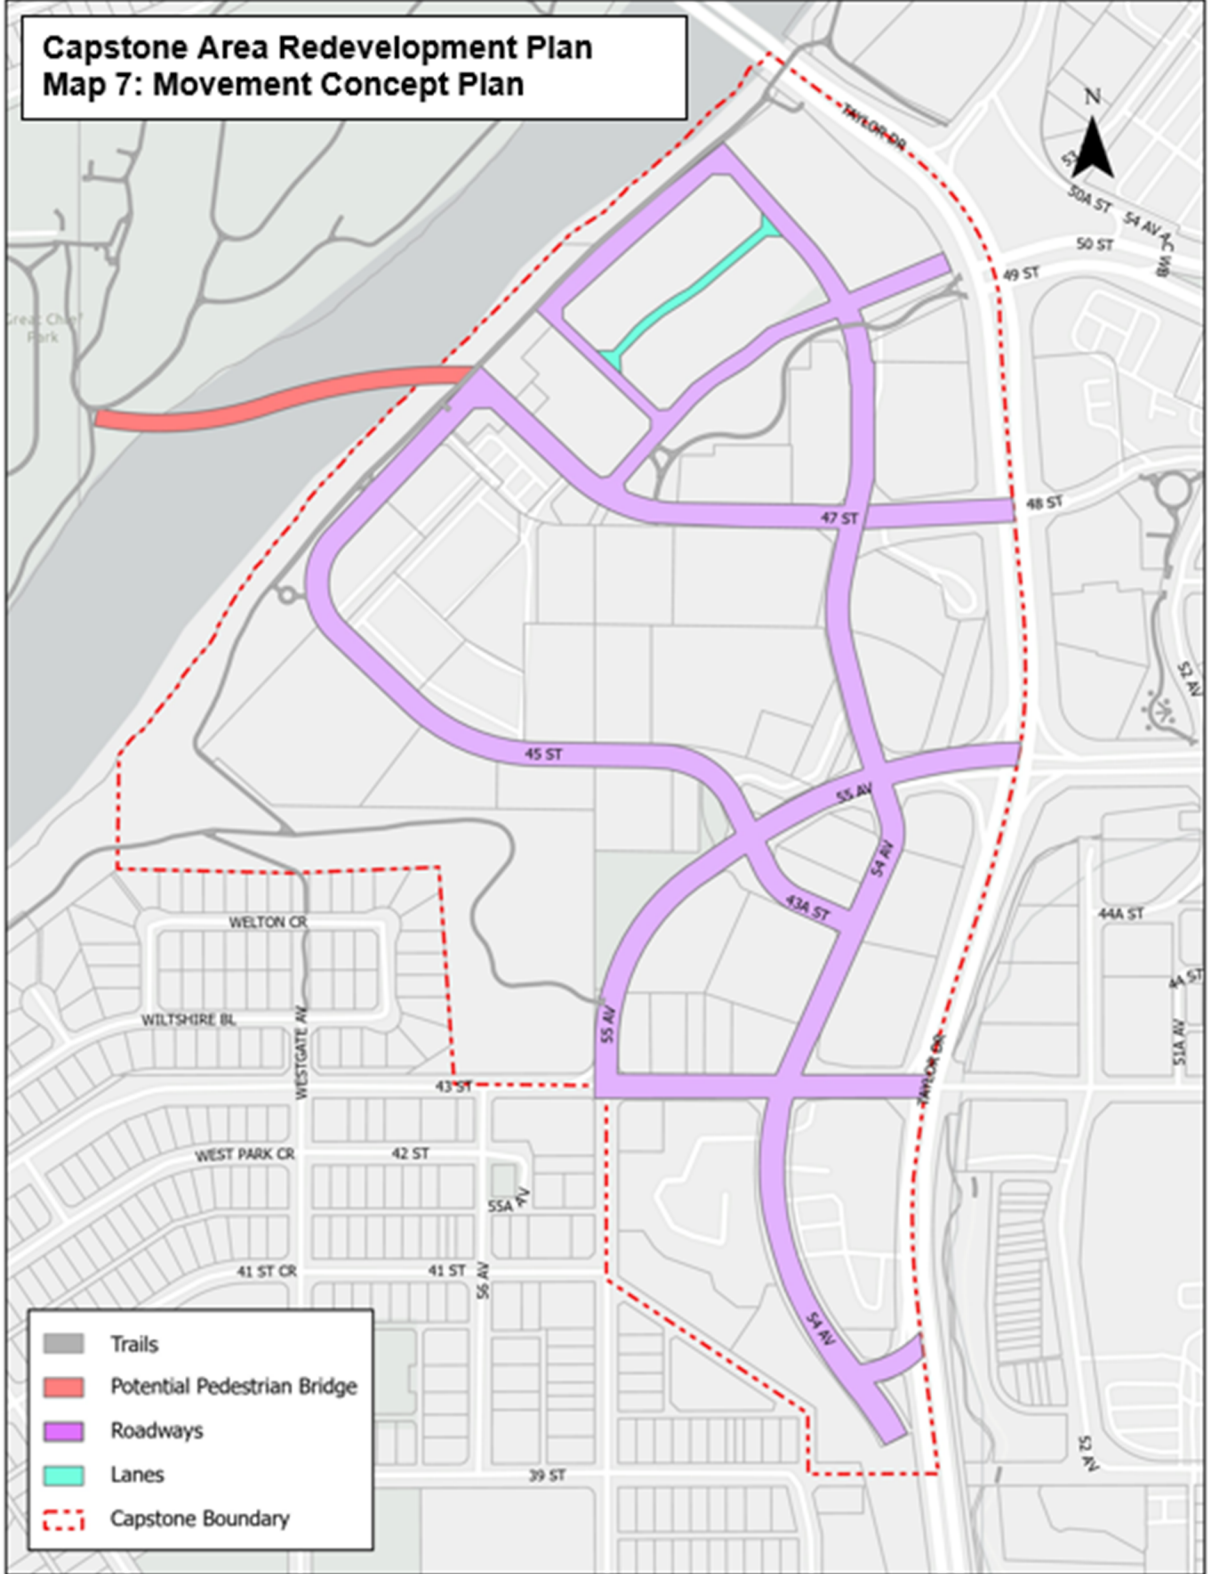 Capstone Area Redevelopment Plan
Map 7: Movement Concept Plan
N
TAYLOR DR
50A ST
54 AV
50 ST
49 ST
Great Chief
Park
48 ST
47 ST
52 AV
45 ST
55 AV
54 AV
43A ST
44A ST
44 ST
WELTON CR
WILTSHIRE BL
WESTGATE AV
55 AV
51A AV
TAYLOR DR
43 ST
WEST PARK CR
42 ST
55A AV
41 ST CR
41 ST
56 AV
54 AV
52 AV
39 ST
Trails
Potential Pedestrian Bridge
Roadways
Lanes
Capstone Boundary